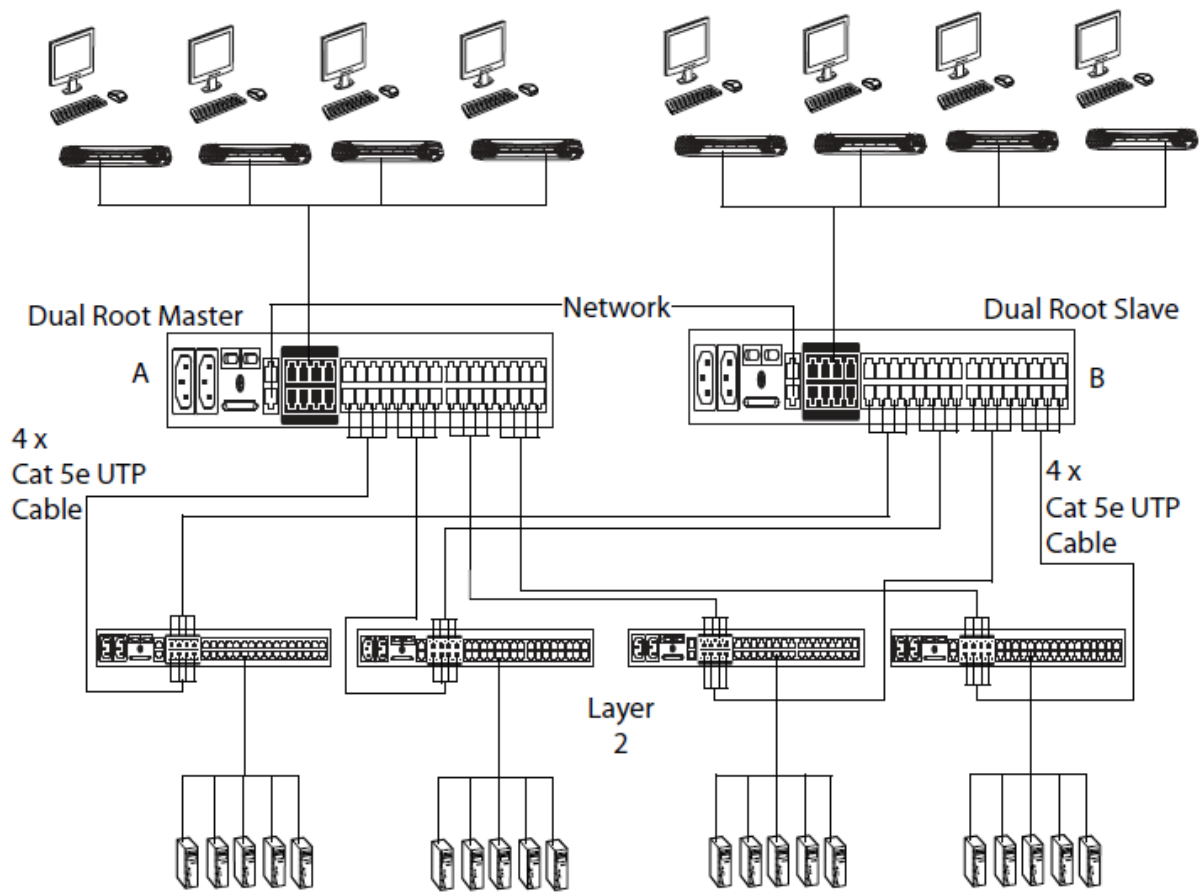 Dual Root Master
Network
Dual Root Slave
A
B
4 x
Cat 5e UTP
Cable
4 x
Cat 5e UTP
Cable
Layer
2